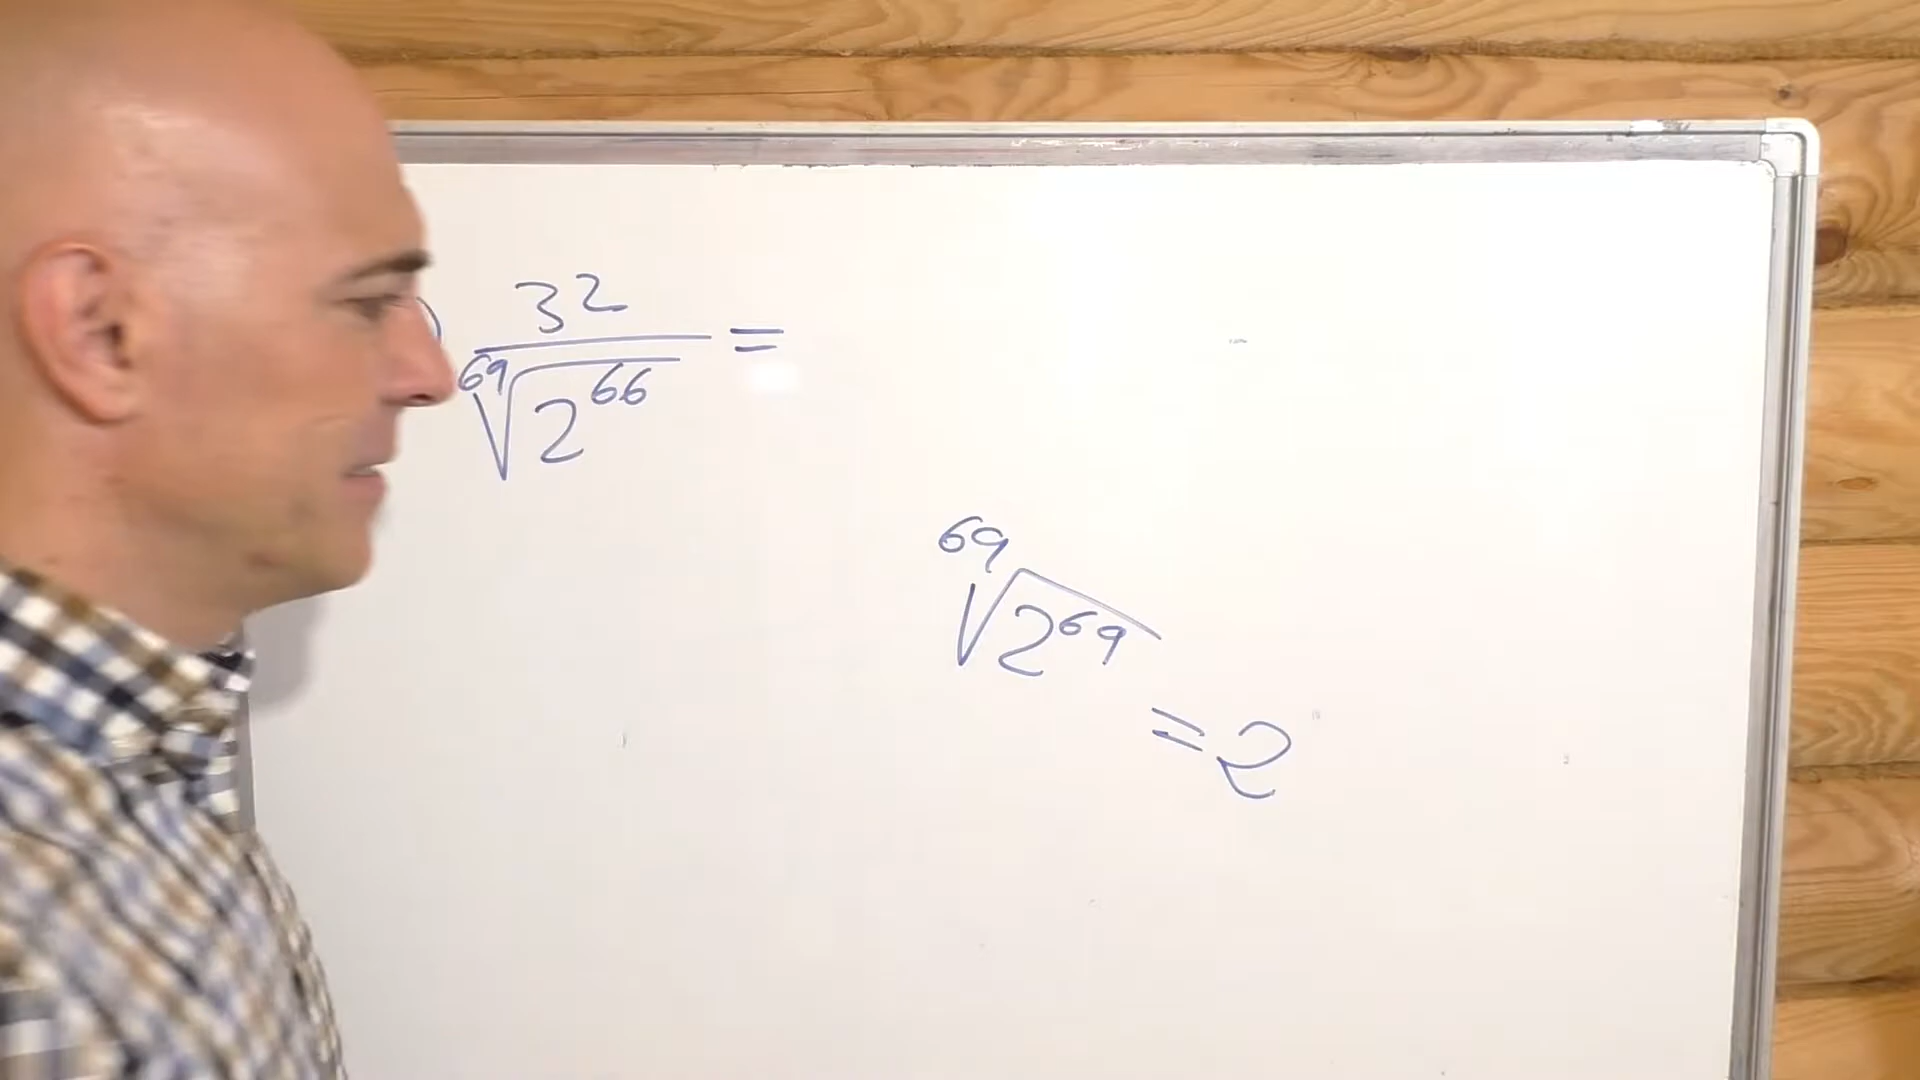 ) 32 / ⁶⁹√2⁶⁶ =
⁶⁹√2⁶⁹
= 2